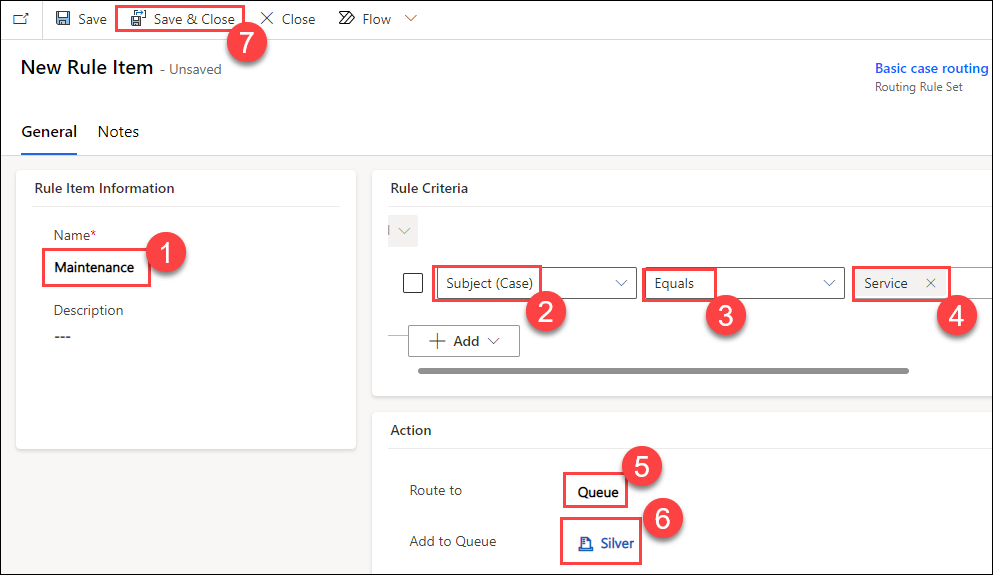 Save Save & Close Close Flow
7
New Rule Item - Unsaved
Basic case routing
Routing Rule Set
General Notes
Rule Item Information
Name*
1
Maintenance
Description
---
Rule Criteria
Subject (Case) Equals Service
2 3 4
Add
Action
5
Route to Queue
6
Add to Queue Silver